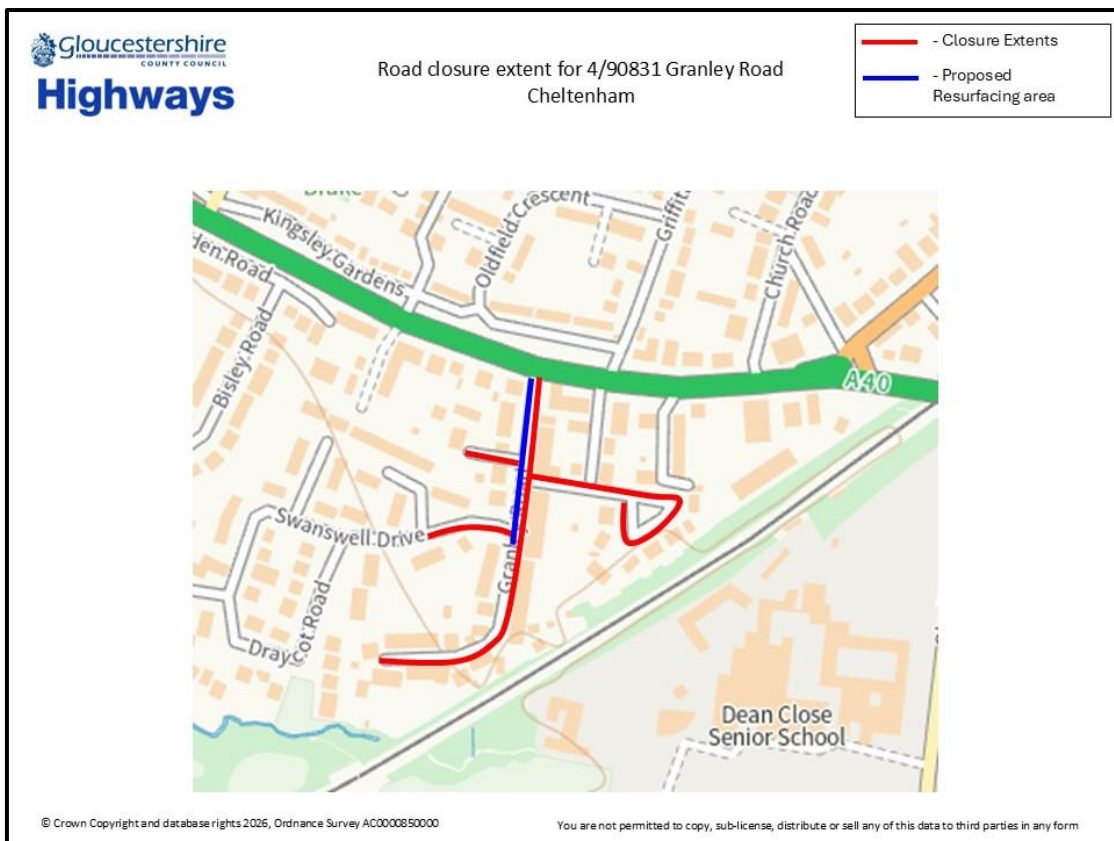 Gloucestershire
COUNTY COUNCIL
Highways
Road closure extent for 4/90831 Granley Road
Cheltenham
- Closure Extents
- Proposed
Resurfacing area
Kingsley Gardens
Oldfield Crescent
Church Road
den Road
Bisley Road
A40
Swanswell Drive
Draycot Road
Dean Close
Senior School
© Crown Copyright and database rights 2026, Ordnance Survey AC0000850000
You are not permitted to copy, sub-license, distribute or sell any of this data to third parties in any form